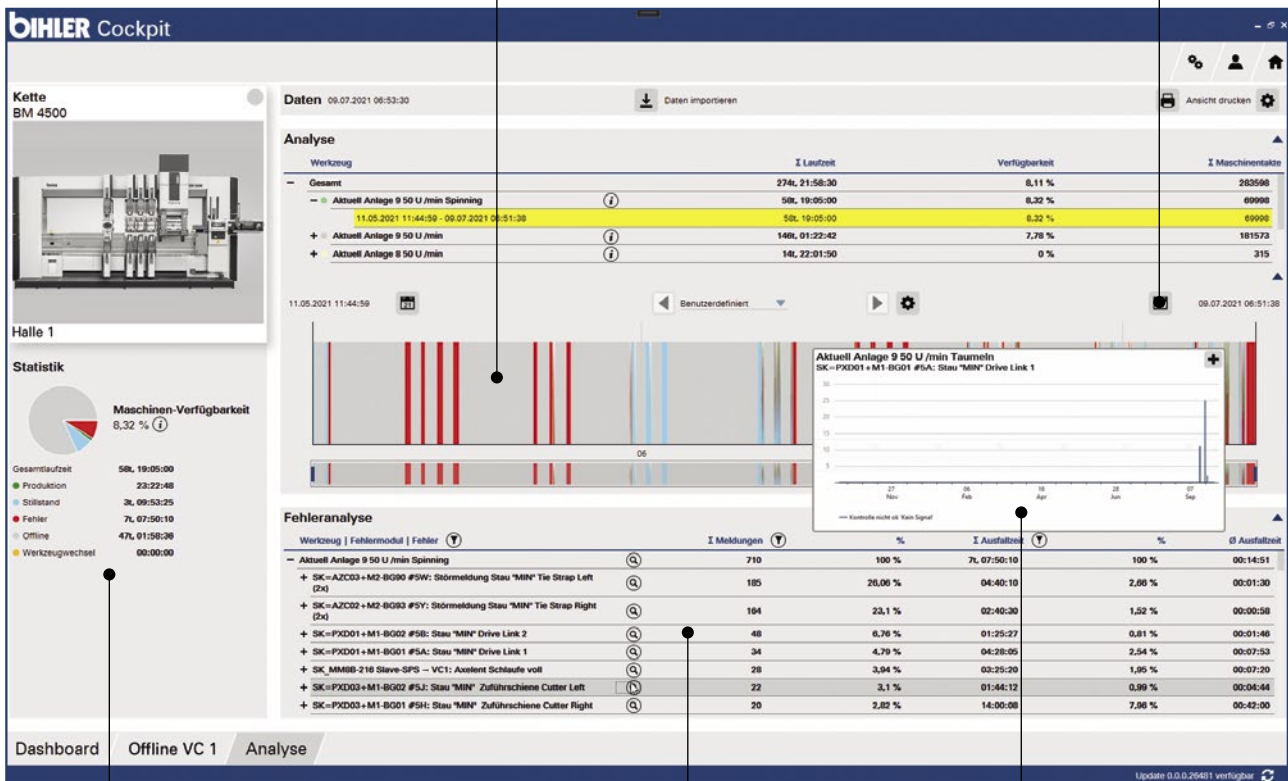 BIHLER Cockpit
Kette
BM 4500
Halle 1
Statistik
Maschinen-Verfügbarkeit
8,32 %
Gesamtlaufzeit 58t, 19:05:00
Produktion 23:22:48
Stillstand 3t, 09:53:25
Fehler 7t, 07:50:10
Offline 47t, 01:58:36
Werkzeugwechsel 00:00:00
Daten 09.07.2021 06:53:30
Daten importieren
Ansicht drucken
Analyse
Werkzeug Σ Laufzeit Verfügbarkeit Σ Maschinentakte
− Gesamt 274t, 21:58:30 8,11 % 283598
− Aktuell Anlage 9 50 U /min Spinning i 58t, 19:05:00 8,32 % 69998
11.05.2021 11:44:59 - 09.07.2021 06:51:38 58t, 19:05:00 8,32 % 69998
+ Aktuell Anlage 9 50 U /min i 146t, 01:22:42 7,78 % 181573
+ Aktuell Anlage 8 50 U /min i 14t, 22:01:50 0 % 315
11.05.2021 11:44:59 Benutzerdefiniert 09.07.2021 06:51:38
06
Aktuell Anlage 9 50 U /min Taumeln
SK=PXD01+M1-BG01 #5A: Stau "MIN" Drive Link 1
30
25
20
15
10
5
27 06 16 28 07
Nov Feb Apr Jun Sep
Kontrolle nicht ok 'Kein Signal'
Fehleranalyse
Werkzeug | Fehlermodul | Fehler Σ Meldungen % Σ Ausfallzeit % Ø Ausfallzeit
− Aktuell Anlage 9 50 U /min Spinning 710 100 % 7t, 07:50:10 100 % 00:14:51
+ SK=AZC03+M2-BG90 #5W: Störmeldung Stau "MIN" Tie Strap Left
(2x) 185 26,06 % 04:40:10 2,66 % 00:01:30
+ SK=AZC02+M2-BG93 #5Y: Störmeldung Stau "MIN" Tie Strap Right
(2x) 164 23,1 % 02:40:30 1,52 % 00:00:58
+ SK=PXD01+M1-BG02 #5B: Stau "MIN" Drive Link 2 48 6,76 % 01:25:27 0,81 % 00:01:46
+ SK=PXD01+M1-BG01 #5A: Stau "MIN" Drive Link 1 34 4,79 % 04:28:05 2,54 % 00:07:53
+ SK_MM8B-216 Slave-SPS – VC1: Axelent Schlaufe voll 28 3,94 % 03:25:20 1,95 % 00:07:20
+ SK=PXD03+M1-BG02 #5J: Stau "MIN" Zuführschiene Cutter Left 22 3,1 % 01:44:12 0,99 % 00:04:44
+ SK=PXD03+M1-BG01 #5H: Stau "MIN" Zuführschiene Cutter Right 20 2,82 % 14:00:08 7,96 % 00:42:00
Dashboard Offline VC 1 Analyse
Update 0.0.0.26481 verfügbar